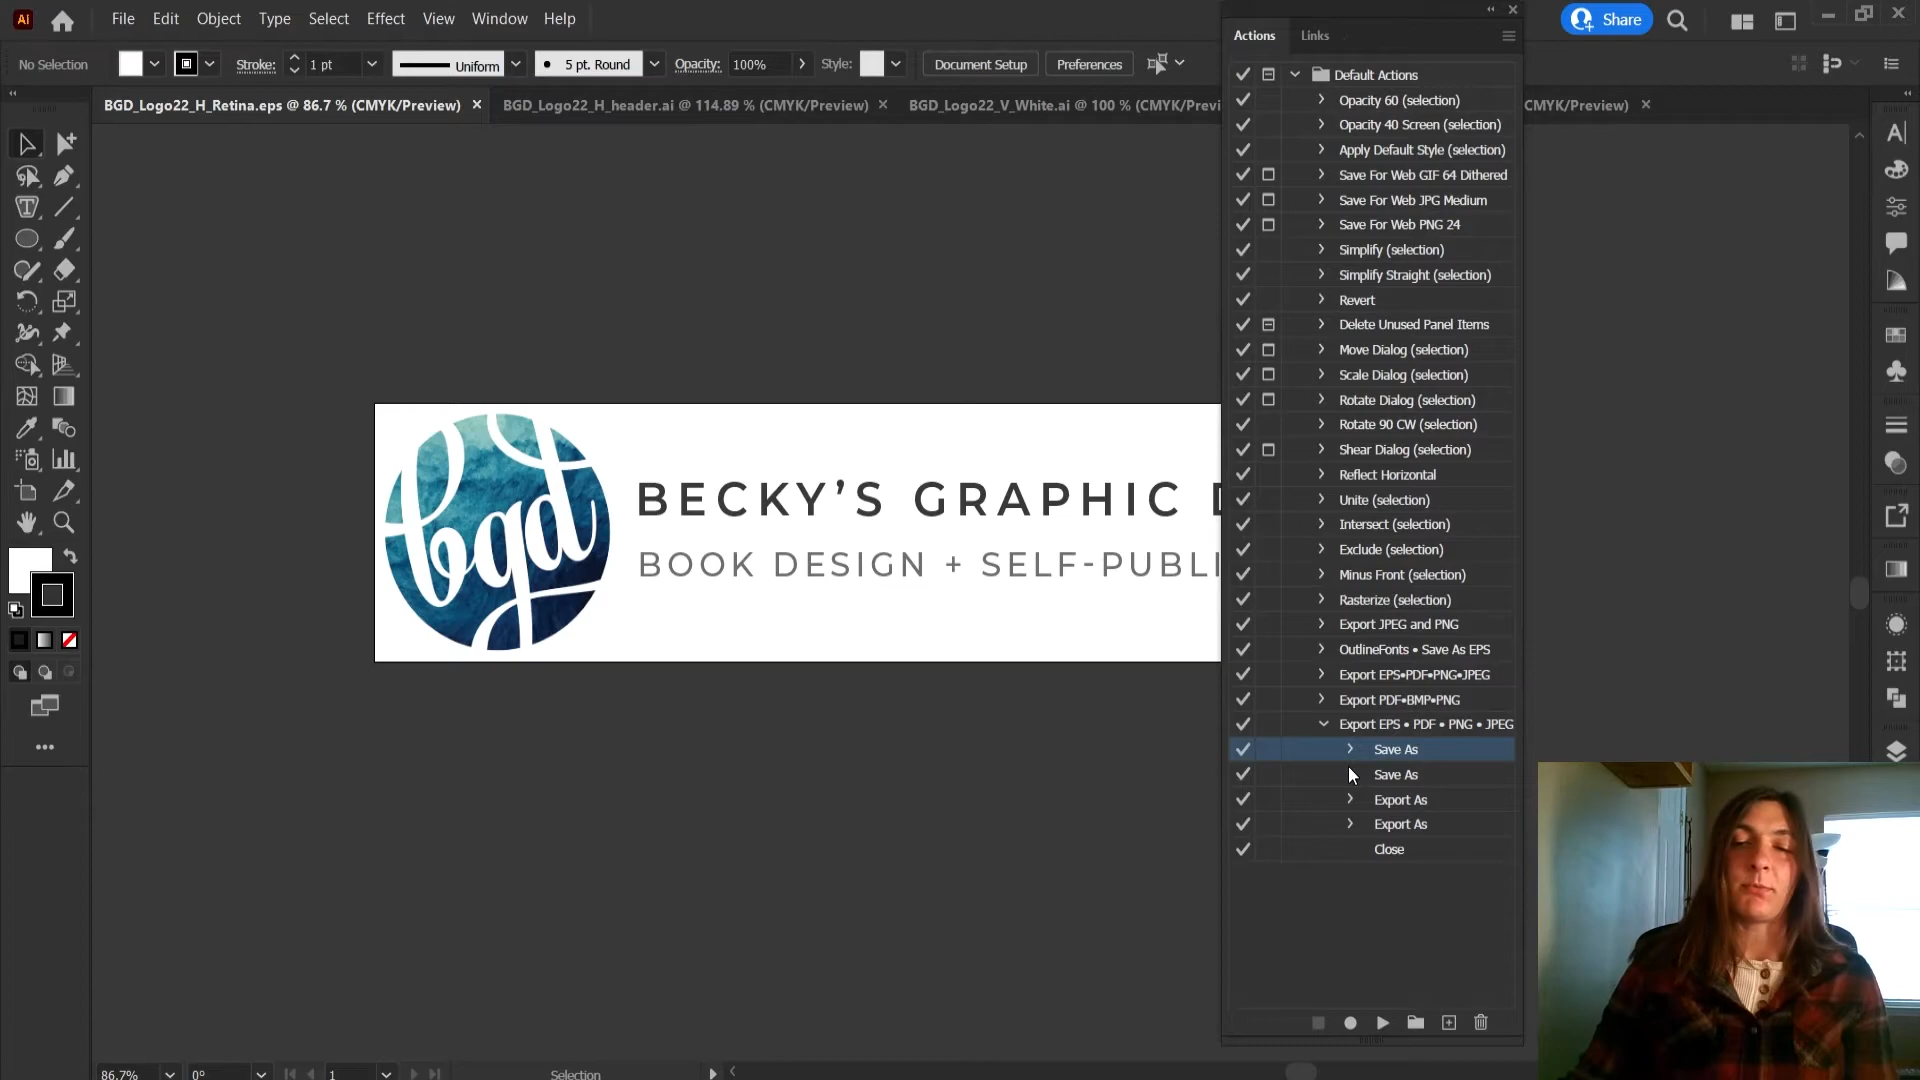 Ai File Edit Object Type Select Effect View Window Help
Share
No Selection Stroke: 1 pt Uniform 5 pt. Round Opacity: 100% Style: Document Setup Preferences
BGD_Logo22_H_Retina.eps @ 86.7 % (CMYK/Preview) × BGD_Logo22_H_header.ai @ 114.89 % (CMYK/Preview) × BGD_Logo22_V_White.ai @ 100 % (CMYK/Previ CMYK/Preview) ×
Actions Links
Default Actions
Opacity 60 (selection)
Opacity 40 Screen (selection)
Apply Default Style (selection)
Save For Web GIF 64 Dithered
Save For Web JPG Medium
Save For Web PNG 24
Simplify (selection)
Simplify Straight (selection)
Revert
Delete Unused Panel Items
Move Dialog (selection)
Scale Dialog (selection)
Rotate Dialog (selection)
Rotate 90 CW (selection)
Shear Dialog (selection)
Reflect Horizontal
Unite (selection)
Intersect (selection)
Exclude (selection)
Minus Front (selection)
Rasterize (selection)
Export JPEG and PNG
OutlineFonts • Save As EPS
Export EPS•PDF•PNG•JPEG
Export PDF•BMP•PNG
Export EPS • PDF • PNG • JPEG
Save As
Save As
Export As
Export As
Close
bgd
BECKY'S GRAPHIC D
BOOK DESIGN + SELF-PUBLI
86.7% 0° 1 Selection